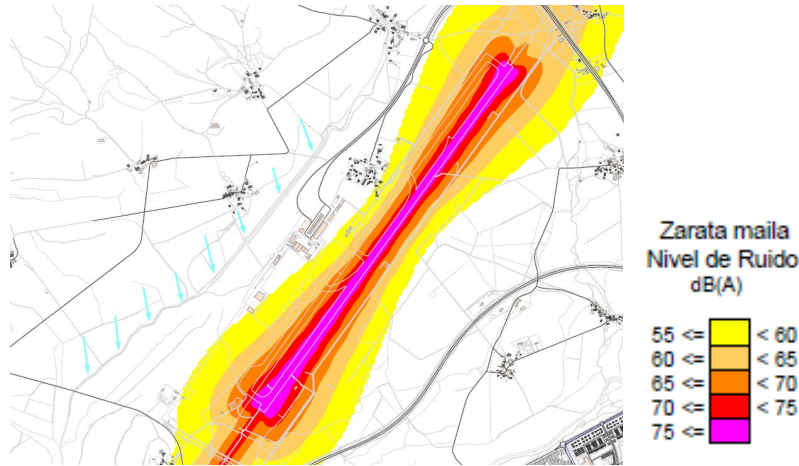 Zarata maila
Nivel de Ruido
dB(A)
55 <= < 60
60 <= < 65
65 <= < 70
70 <= < 75
75 <=